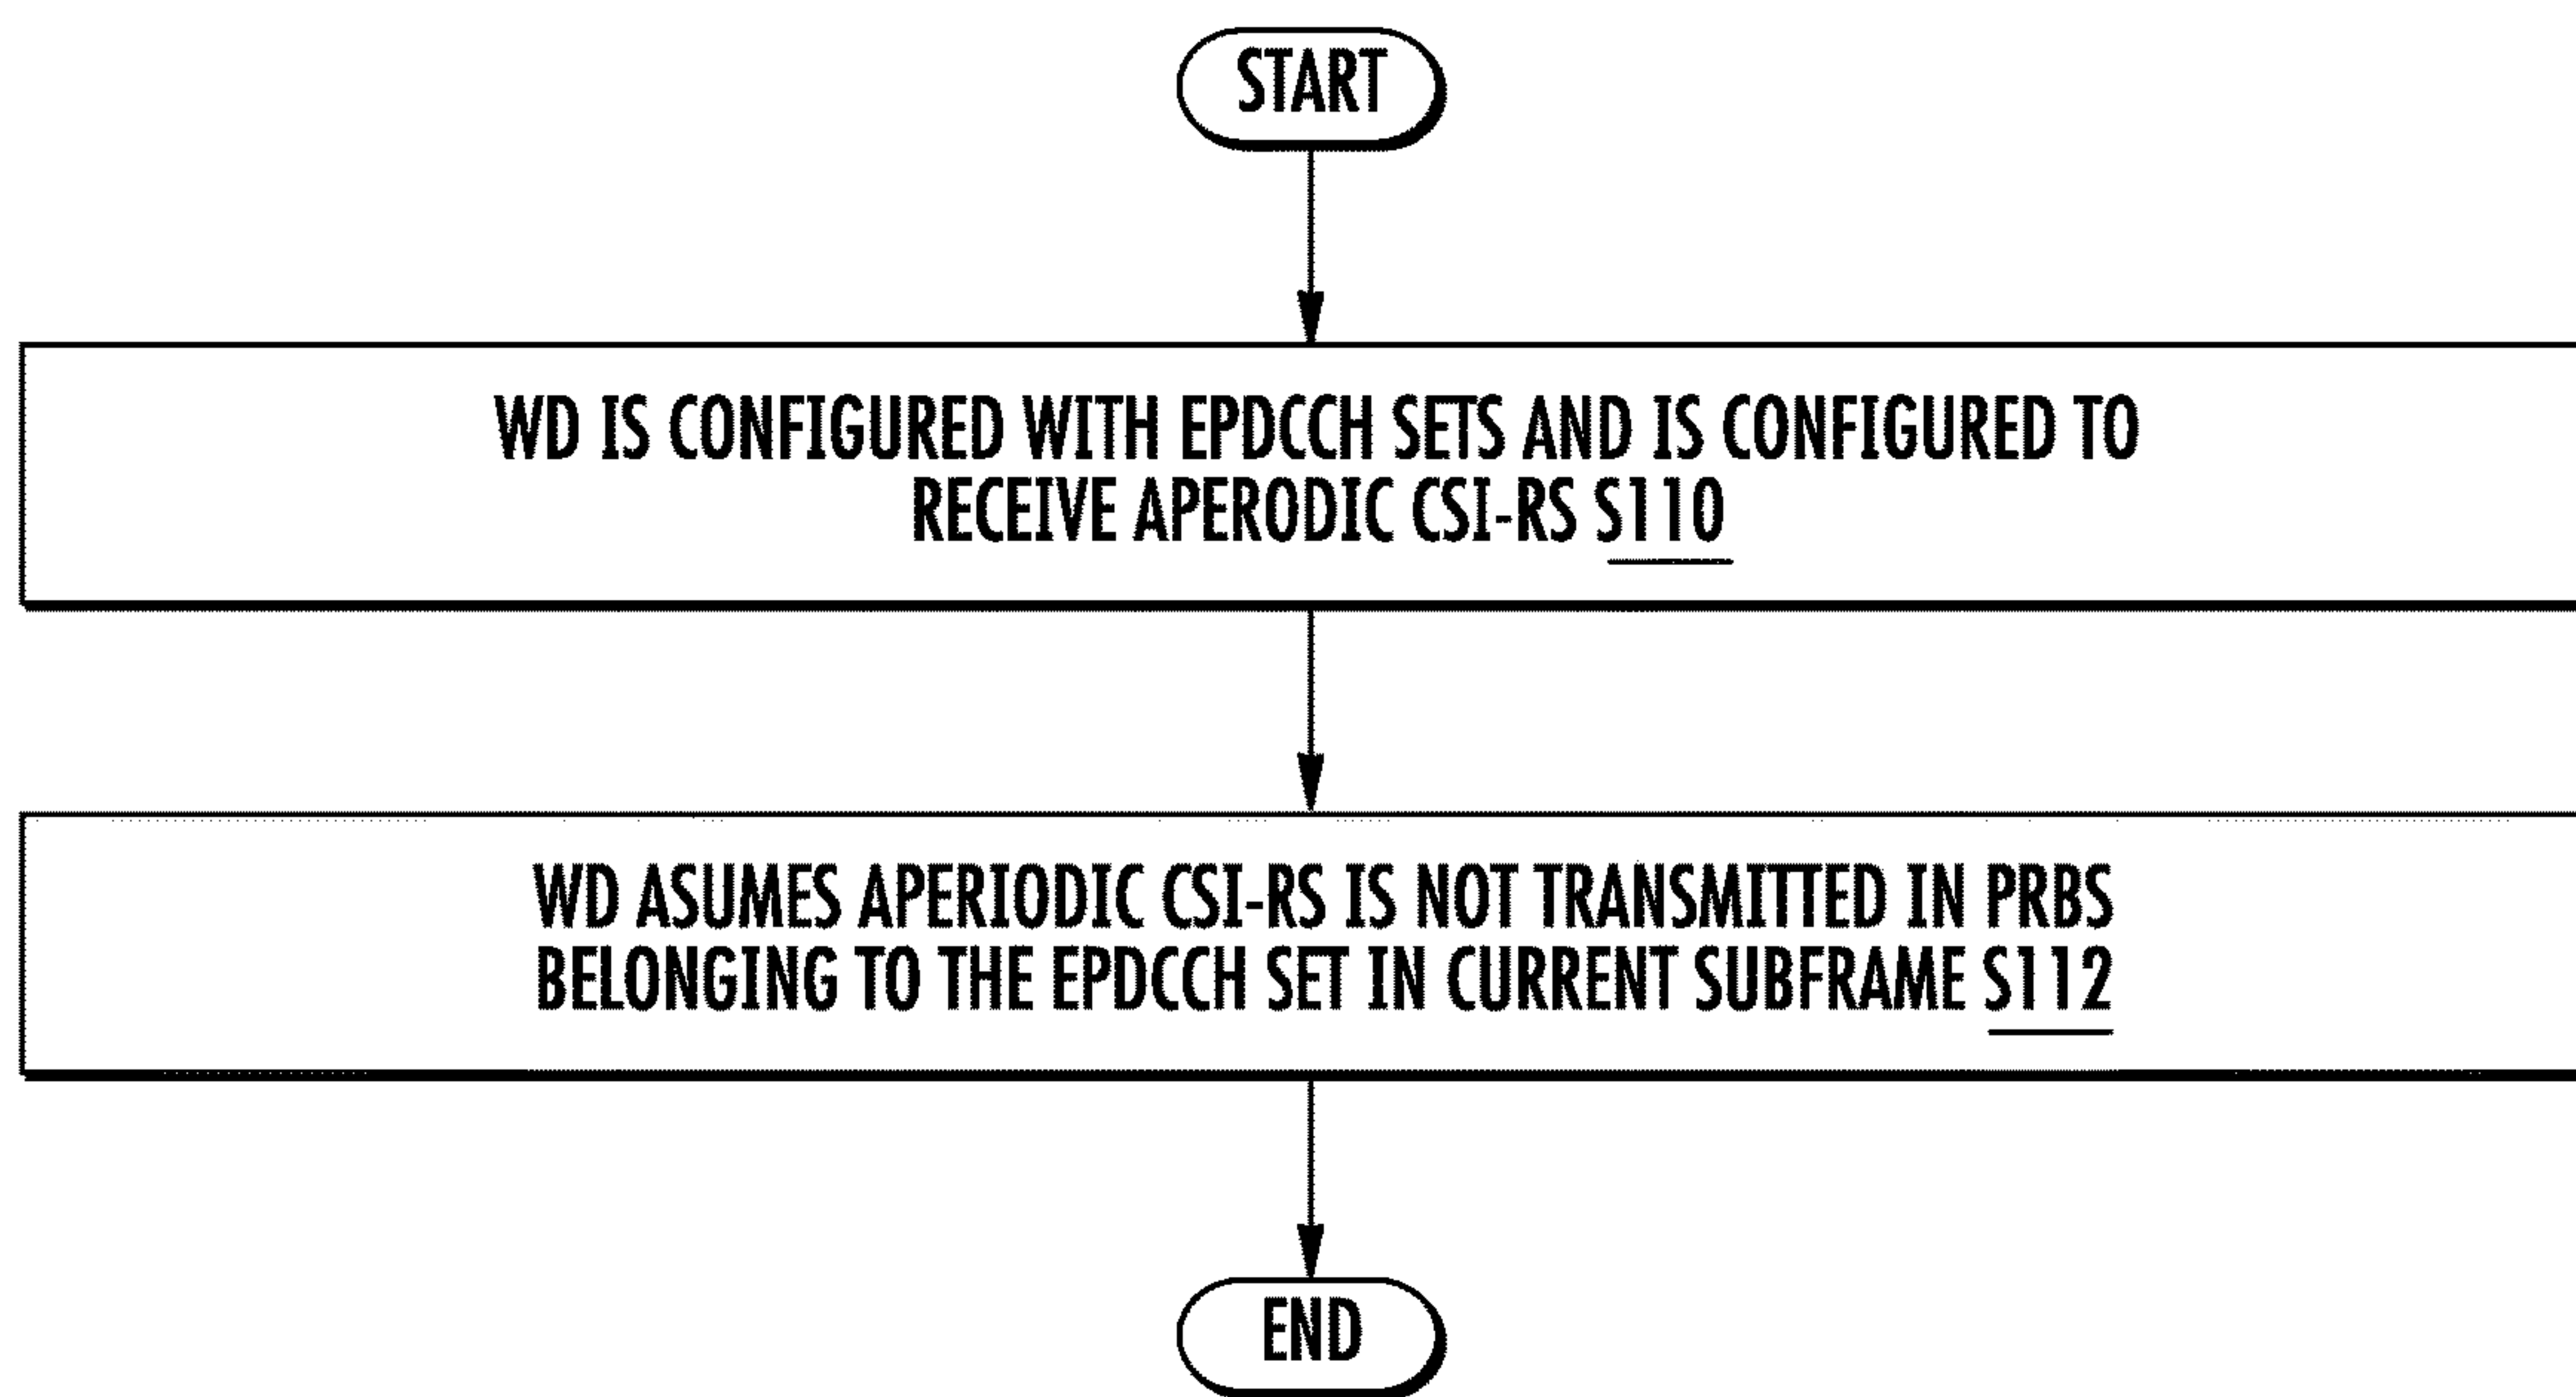 START
WD IS CONFIGURED WITH EPDCCH SETS AND IS CONFIGURED TO
RECEIVE APERODIC CSI-RS S110
WD ASUMES APERIODIC CSI-RS IS NOT TRANSMITTED IN PRBS
BELONGING TO THE EPDCCH SET IN CURRENT SUBFRAME S112
END